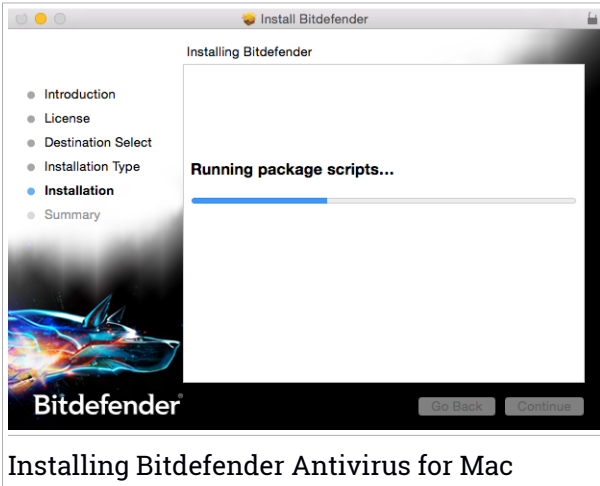 Install Bitdefender
Installing Bitdefender
Introduction
License
Destination Select
Installation Type
Installation
Summary
Running package scripts...
Bitdefender
Go Back
Continue
Installing Bitdefender Antivirus for Mac